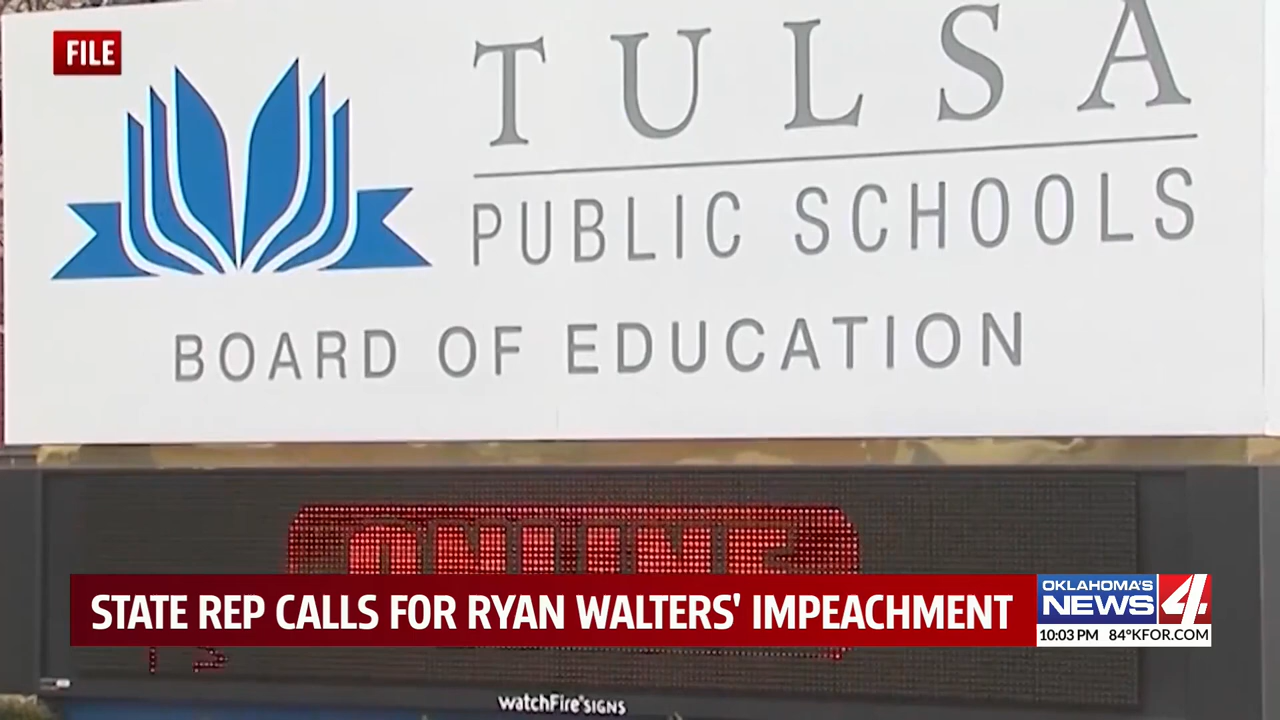 FILE
TULSA
PUBLIC SCHOOLS
BOARD OF EDUCATION
ONLINE
STATE REP CALLS FOR RYAN WALTERS' IMPEACHMENT
OKLAHOMA'S
NEWS 4
10:03 PM 84° KFOR.COM
watchFire SIGNS